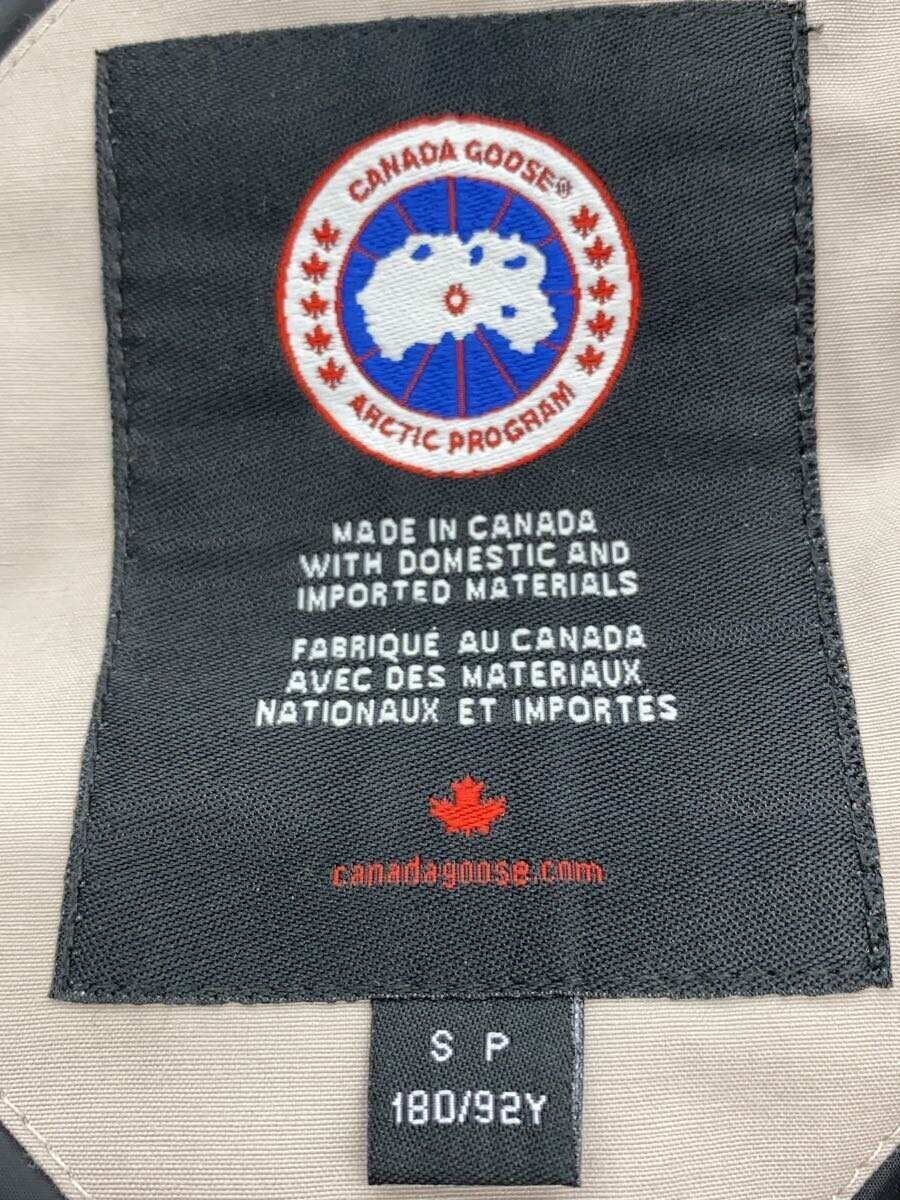 CANADA GOOSE®
ARCTIC PROGRAM
MADE IN CANADA
WITH DOMESTIC AND
IMPORTED MATERIALS
FABRIQUÉ AU CANADA
AVEC DES MATERIAUX
NATIONAUX ET IMPORTÉS
canadagoose.com
S P
180/92Y